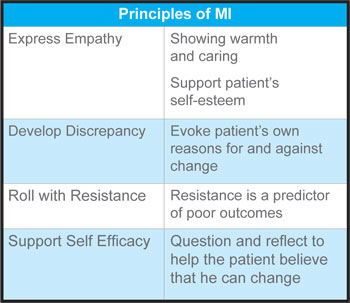 Principles of MI
Express Empathy
Showing warmth
and caring
Support patient's
self-esteem
Develop Discrepancy
Evoke patient's own
reasons for and against
change
Roll with Resistance
Resistance is a predictor
of poor outcomes
Support Self Efficacy
Question and reflect to
help the patient believe
that he can change